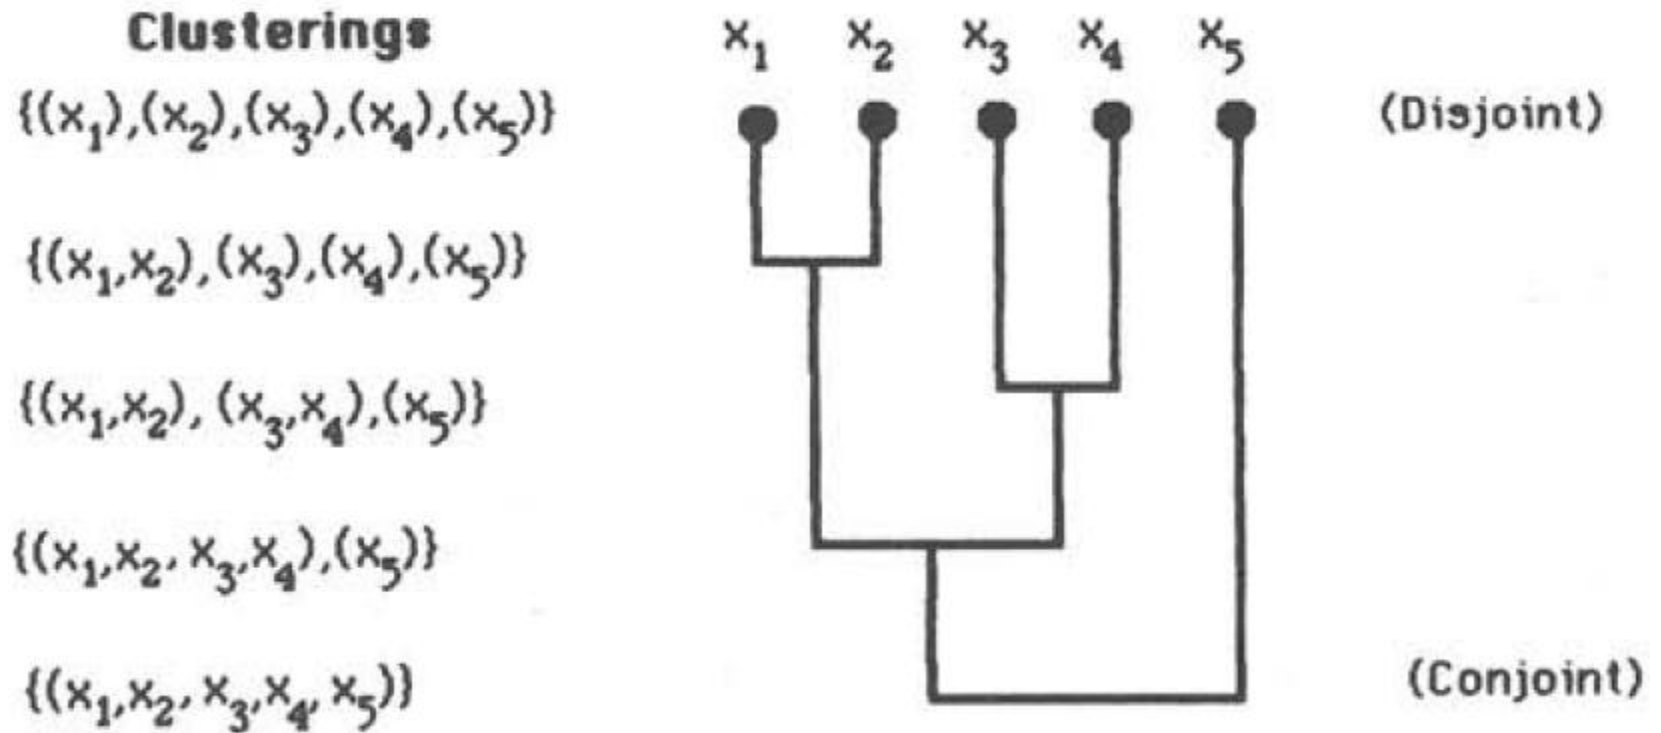 Clusterings
x₁ x₂ x₃ x₄ x₅
{(x₁),(x₂),(x₃),(x₄),(x₅)}
(Disjoint)
{(x₁,x₂),(x₃),(x₄),(x₅)}
{(x₁,x₂), (x₃,x₄),(x₅)}
{(x₁,x₂, x₃,x₄),(x₅)}
{(x₁,x₂, x₃,x₄, x₅)}
(Conjoint)